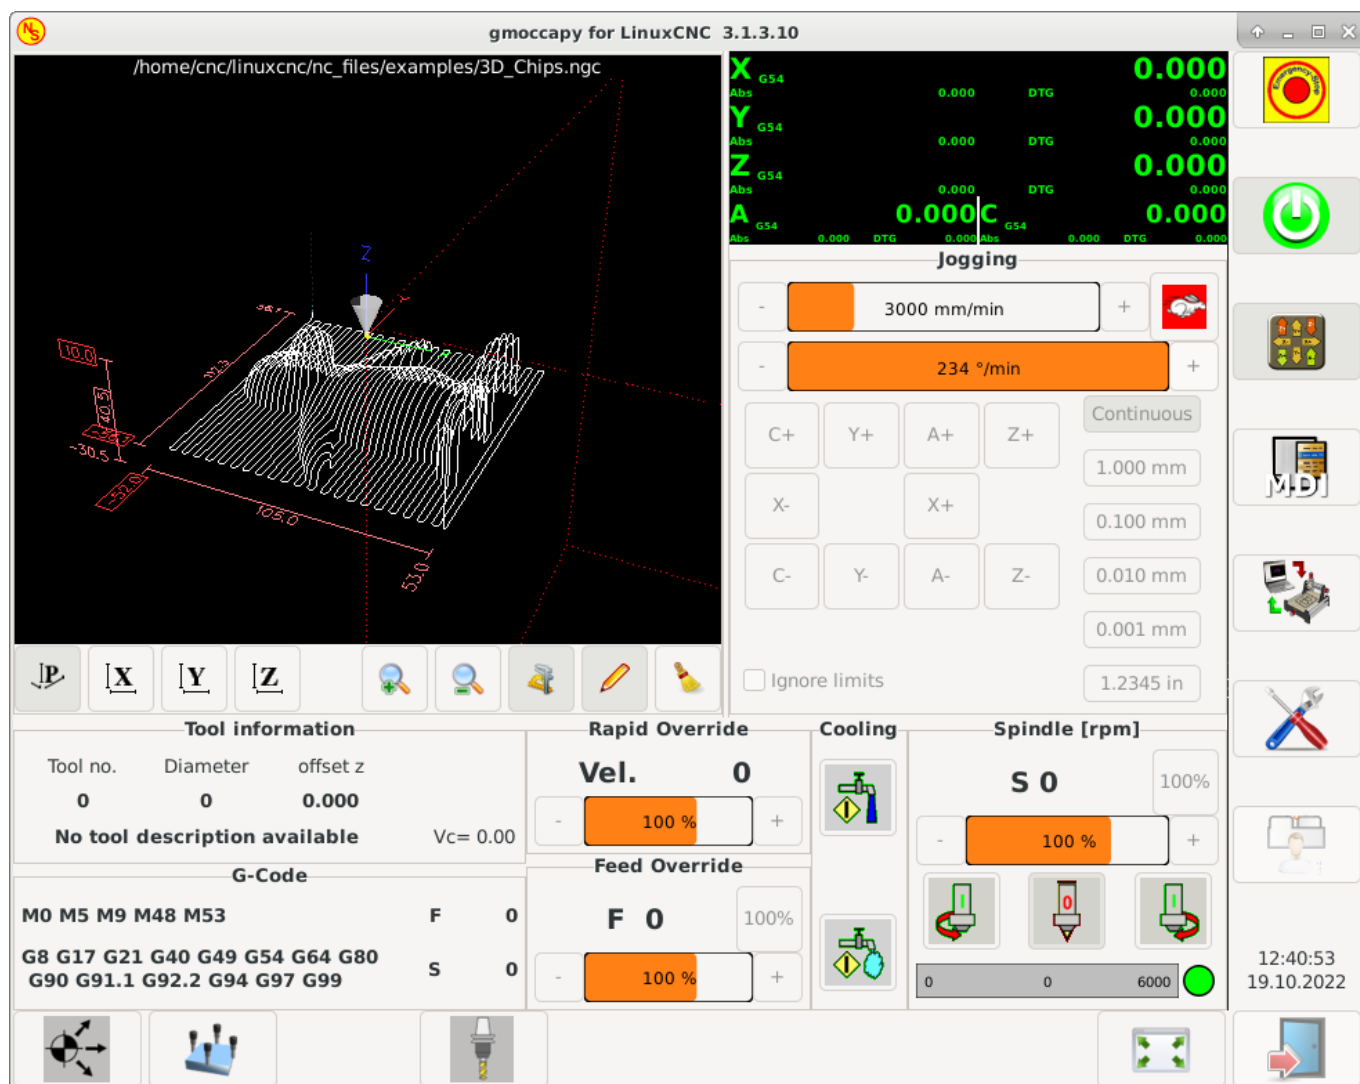 NS
gmoccapy for LinuxCNC 3.1.3.10
/home/cnc/linuxcnc/nc_files/examples/3D_Chips.ngc
Z
10.0
40.5
-30.5
-52.0
105.0
53.0
X G54 0.000
Abs 0.000 DTG 0.000
Y G54 0.000
Abs 0.000 DTG 0.000
Z G54 0.000
Abs 0.000 DTG 0.000
A G54 0.000 C G54 0.000
Abs 0.000 DTG 0.000 Abs 0.000 DTG 0.000
Emergency-Stop
Jogging
- 3000 mm/min +
- 234 °/min +
C+ Y+ A+ Z+
X- X+
C- Y- A- Z-
Continuous
1.000 mm
0.100 mm
0.010 mm
0.001 mm
1.2345 in
Ignore limits
MDI
P X Y Z
Tool information
Tool no. Diameter offset z
0 0 0.000
No tool description available Vc= 0.00
G-Code
M0 M5 M9 M48 M53
F 0
G8 G17 G21 G40 G49 G54 G64 G80
G90 G91.1 G92.2 G94 G97 G99
S 0
Rapid Override
Vel. 0
- 100 % +
Feed Override
F 0 100%
- 100 % +
Cooling
Spindle [rpm]
S 0 100%
- 100 % +
I 0 I
0 0 6000
12:40:53
19.10.2022